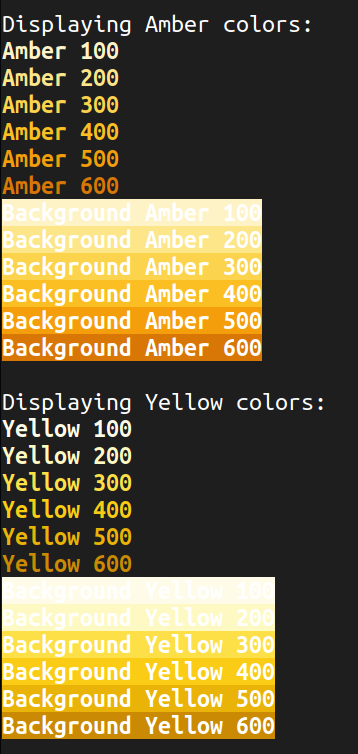 Displaying Amber colors:
Amber 100
Amber 200
Amber 300
Amber 400
Amber 500
Amber 600
Background Amber 100
Background Amber 200
Background Amber 300
Background Amber 400
Background Amber 500
Background Amber 600
Displaying Yellow colors:
Yellow 100
Yellow 200
Yellow 300
Yellow 400
Yellow 500
Yellow 600
Background Yellow 100
Background Yellow 200
Background Yellow 300
Background Yellow 400
Background Yellow 500
Background Yellow 600